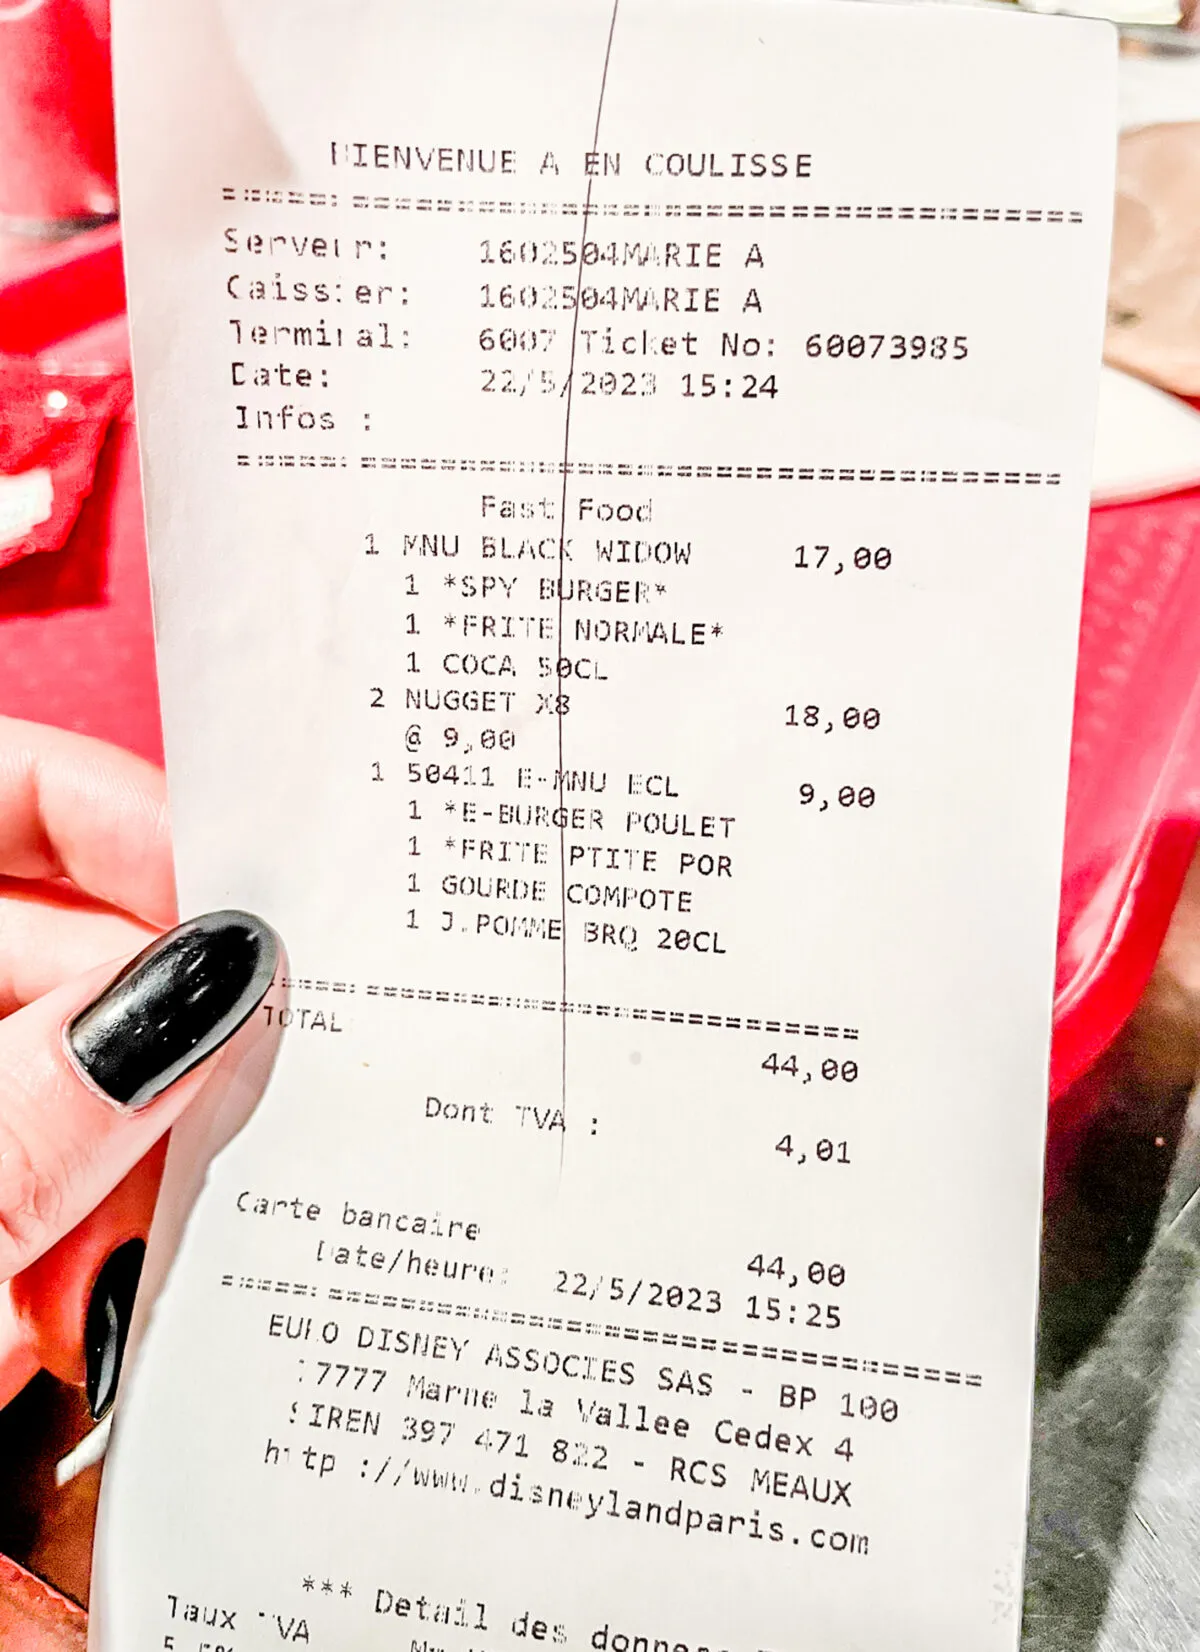 BIENVENUE A EN COULISSE
Serveur: 1602504MARIE A
Caissier: 1602504MARIE A
Terminal: 6007 Ticket No: 60073985
Date: 22/5/2023 15:24
Infos :
Fast Food
1 MNU BLACK WIDOW 17,00
1 *SPY BURGER*
1 *FRITE NORMALE*
1 COCA 50CL
2 NUGGET X8 18,00
@ 9,00
1 50411 E-MNU ECL 9,00
1 *E-BURGER POULET
1 *FRITE PTITE POR
1 GOURDE COMPOTE
1 J.POMME BRQ 20CL
TOTAL
44,00
Dont TVA :
4,01
Carte bancaire
44,00
Date/heure: 22/5/2023 15:25
EURO DISNEY ASSOCIES SAS - BP 100
77777 Marne la Vallee Cedex 4
SIREN 397 471 822 - RCS MEAUX
http ://www.disneylandparis.com
*** Detail des
Taux TVA